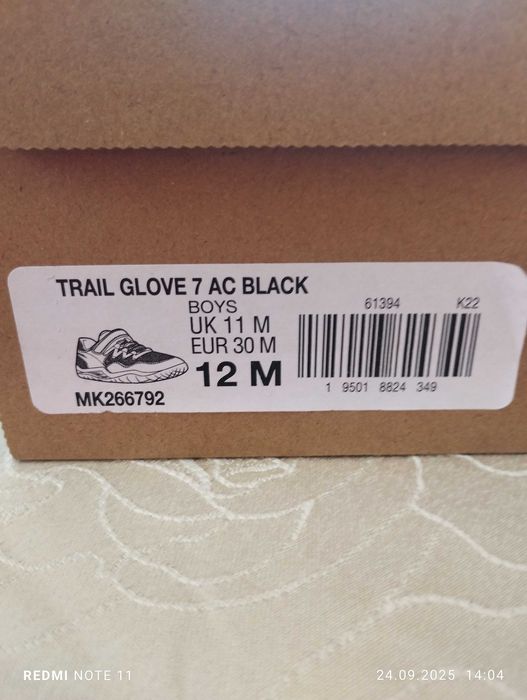 TRAIL GLOVE 7 AC BLACK
BOYS
UK 11 M
EUR 30 M
12 M
MK266792
61394 K22
1 9501 8824 349
REDMI NOTE 11
24.09.2025 14:04